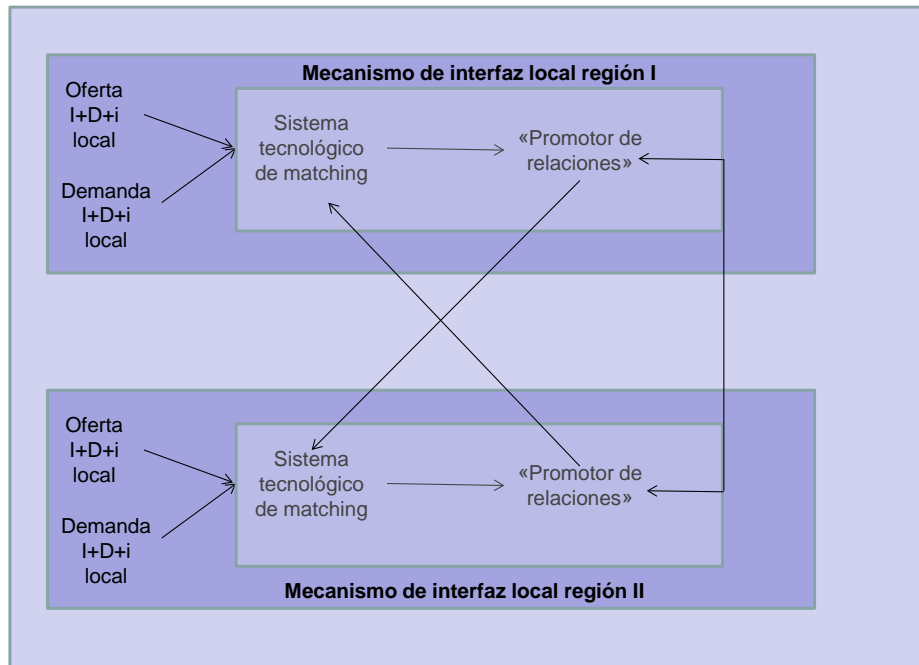 Mecanismo de interfaz local región I
Oferta
I+D+i
local
Demanda
I+D+i
local
Sistema
tecnológico
de matching
«Promotor de
relaciones»
Oferta
I+D+i
local
Demanda
I+D+i
local
Sistema
tecnológico
de matching
«Promotor de
relaciones»
Mecanismo de interfaz local región II